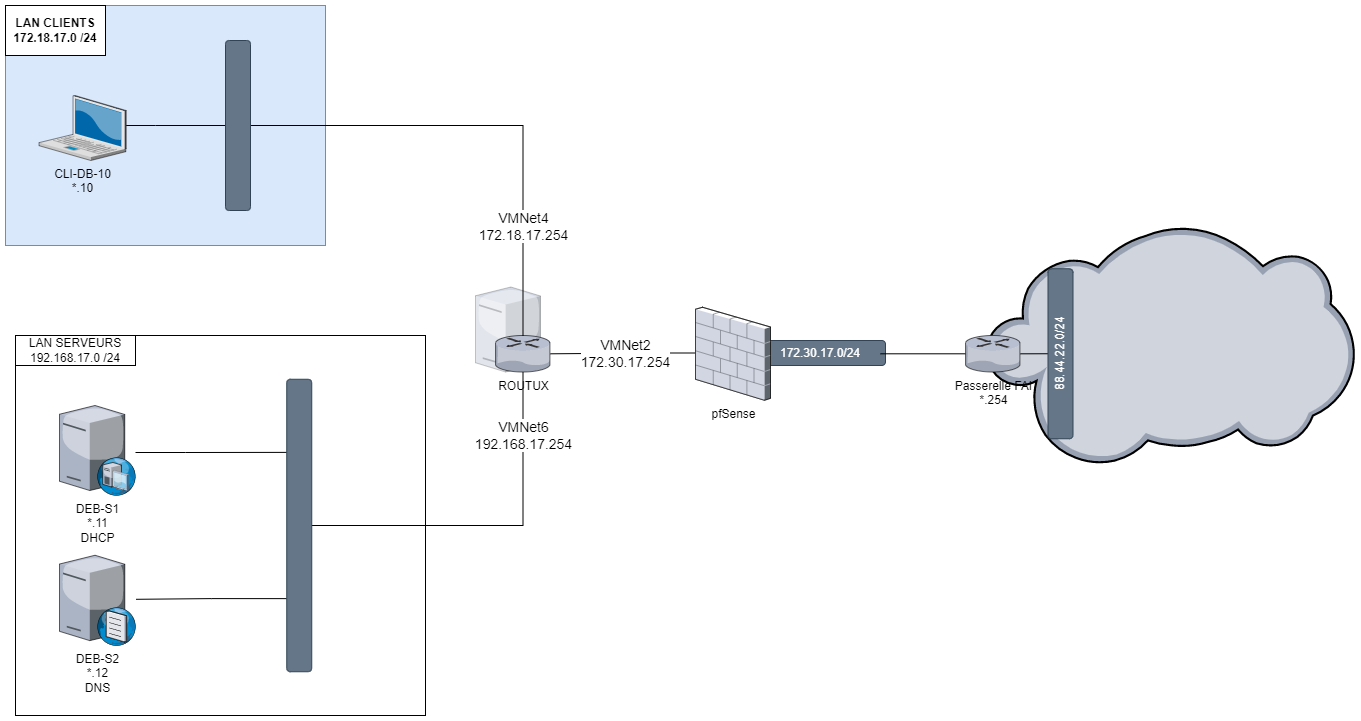 LAN CLIENTS
172.18.17.0 /24
CLI-DB-10
*.10
VMNet4
172.18.17.254
ROUTUX
VMNet2
172.30.17.254
pfSense
172.30.17.0/24
Passerelle FAI
*.254
88.44.22.0/24
VMNet6
192.168.17.254
LAN SERVEURS
192.168.17.0 /24
DEB-S1
*.11
DHCP
DEB-S2
*.12
DNS